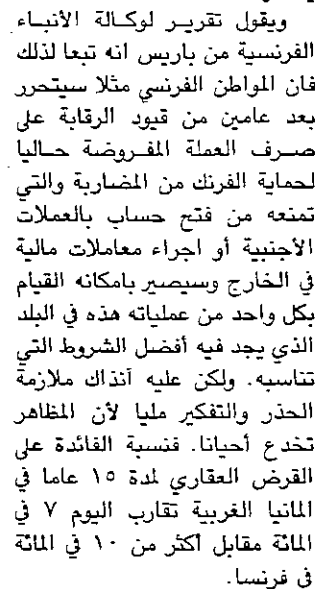 ويقول تقرير لوكالة الأنباء
الفرنسية من باريس انه تبعا لذلك
فان المواطن الفرنسي مثلا سيتحرر
بعد عامين من قيود الرقابة على
صرف العملة المفروضة حاليا
لحماية الفرنك من المضاربة والتي
تمنعه من فتح حساب بالعملات
الأجنبية أو اجراء معاملات مالية
في الخارج وسيصير بامكانه القيام
بكل واحد من عملياته هذه في البلد
الذي يجد فيه أفضل الشروط التي
تناسبه. ولكن عليه آنذاك ملازمة
الحذر والتفكير مليا لأن المظاهر
تخدع أحيانا. فنسبة الفائدة على
القرض العقاري لمدة ١٥ عاما في
المانيا الغربية تقارب اليوم ٧ في
المائة مقابل اكثر من ١٠ في المائة
في فرنسا.